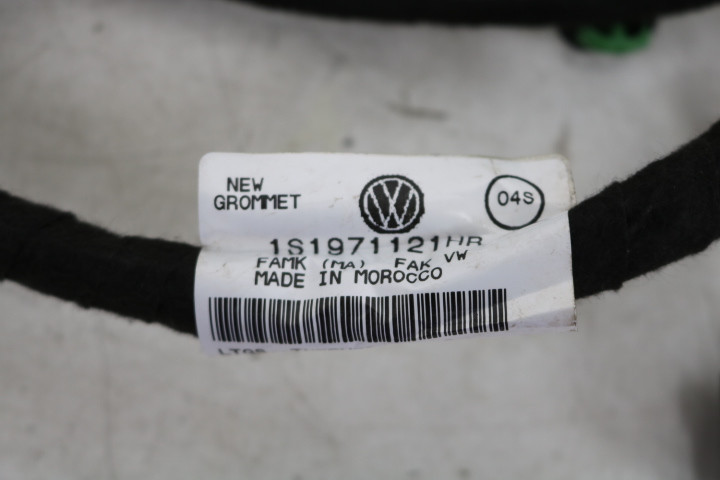 NEW
GROMMET
04S
1S1971121HR
FAMK (MA) FAK VW
MADE IN MOROCCO